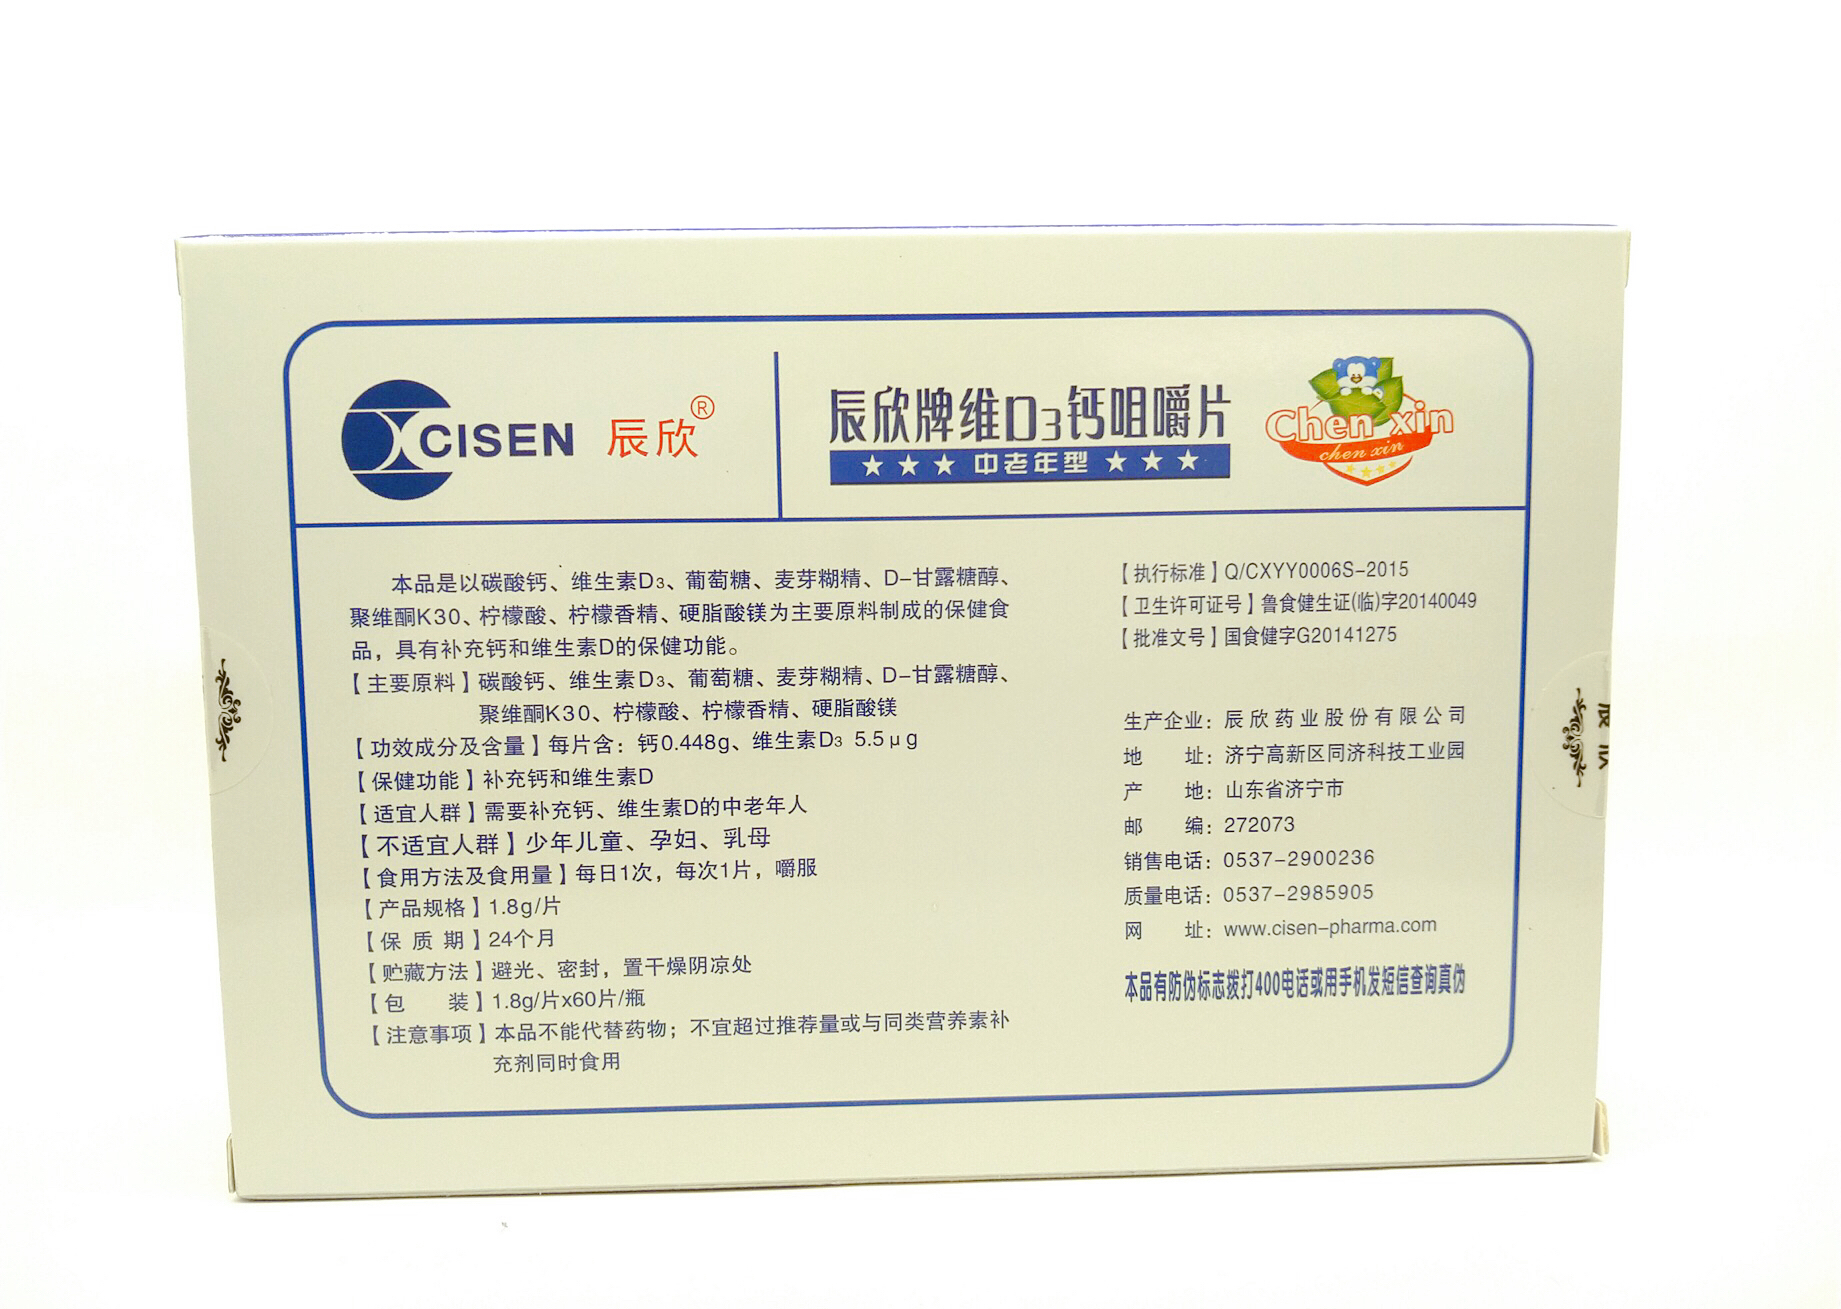 CISEN 辰欣®
辰欣牌维D3钙咀嚼片
★★★中老年型★★★
Chen xin
chen xin
本品是以碳酸钙、维生素D3、葡萄糖、麦芽糊精、D-甘露糖醇、
聚维酮K30、柠檬酸、柠檬香精、硬脂酸镁为主要原料制成的保健食
品，具有补充钙和维生素D的保健功能。
【主要原料】碳酸钙、维生素D3、葡萄糖、麦芽糊精、D-甘露糖醇、
聚维酮K30、柠檬酸、柠檬香精、硬脂酸镁
【功效成分及含量】每片含：钙0.448g、维生素D3 5.5μg
【保健功能】补充钙和维生素D
【适宜人群】需要补充钙、维生素D的中老年人
【不适宜人群】少年儿童、孕妇、乳母
【食用方法及食用量】每日1次，每次1片，嚼服
【产品规格】1.8g/片
【保 质 期】24个月
【贮藏方法】避光、密封，置干燥阴凉处
【包　　装】1.8g/片x60片/瓶
【注意事项】本品不能代替药物；不宜超过推荐量或与同类营养素补
充剂同时食用
【执行标准】Q/CXYY0006S-2015
【卫生许可证号】鲁食健生证(临)字20140049
【批准文号】国食健字G20141275
生产企业：辰欣药业股份有限公司
地　　址：济宁高新区同济科技工业园
产　　地：山东省济宁市
邮　　编：272073
销售电话：0537-2900236
质量电话：0537-2985905
网　　址：www.cisen-pharma.com
本品有防伪标志拨打400电话或用手机发短信查询真伪